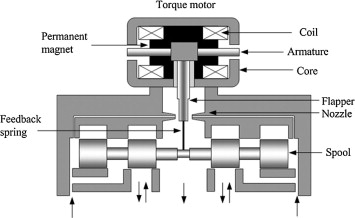 Torque motor
Permanent
magnet
Coil
Armature
Core
Flapper
Nozzle
Feedback
spring
Spool